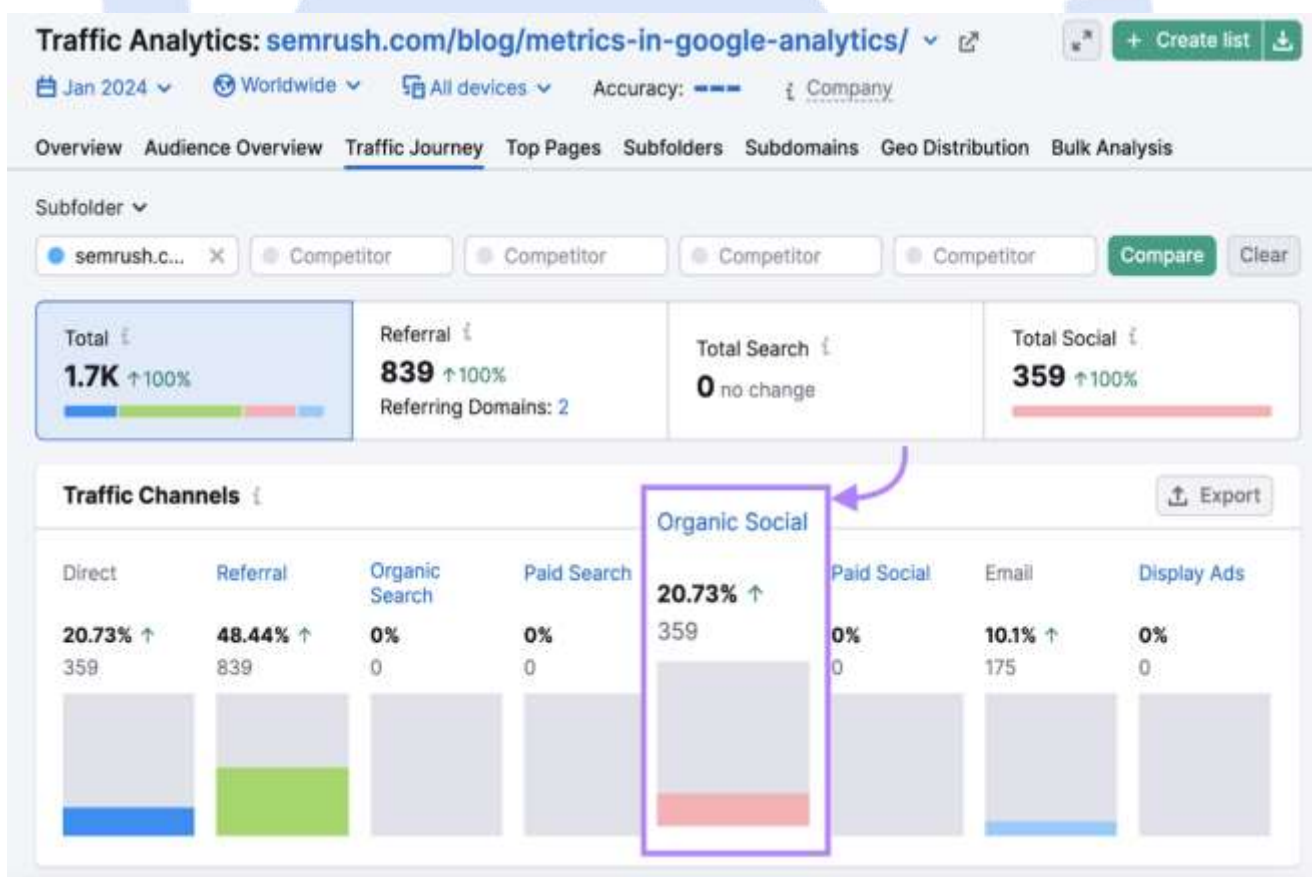 Traffic Analytics: semrush.com/blog/metrics-in-google-analytics/
+ Create list
Jan 2024 Worldwide All devices Accuracy: i Company
Overview Audience Overview Traffic Journey Top Pages Subfolders Subdomains Geo Distribution Bulk Analysis
Subfolder
semrush.c... × Competitor Competitor Competitor Competitor Compare Clear
Total i
1.7K ↑100%
Referral i
839 ↑100%
Referring Domains: 2
Total Search i
0 no change
Total Social i
359 ↑100%
Traffic Channels i
Export
Direct
20.73% ↑
359
Referral
48.44% ↑
839
Organic
Search
0%
0
Paid Search
0%
0
Organic Social
20.73% ↑
359
Paid Social
0%
0
Email
10.1% ↑
175
Display Ads
0%
0